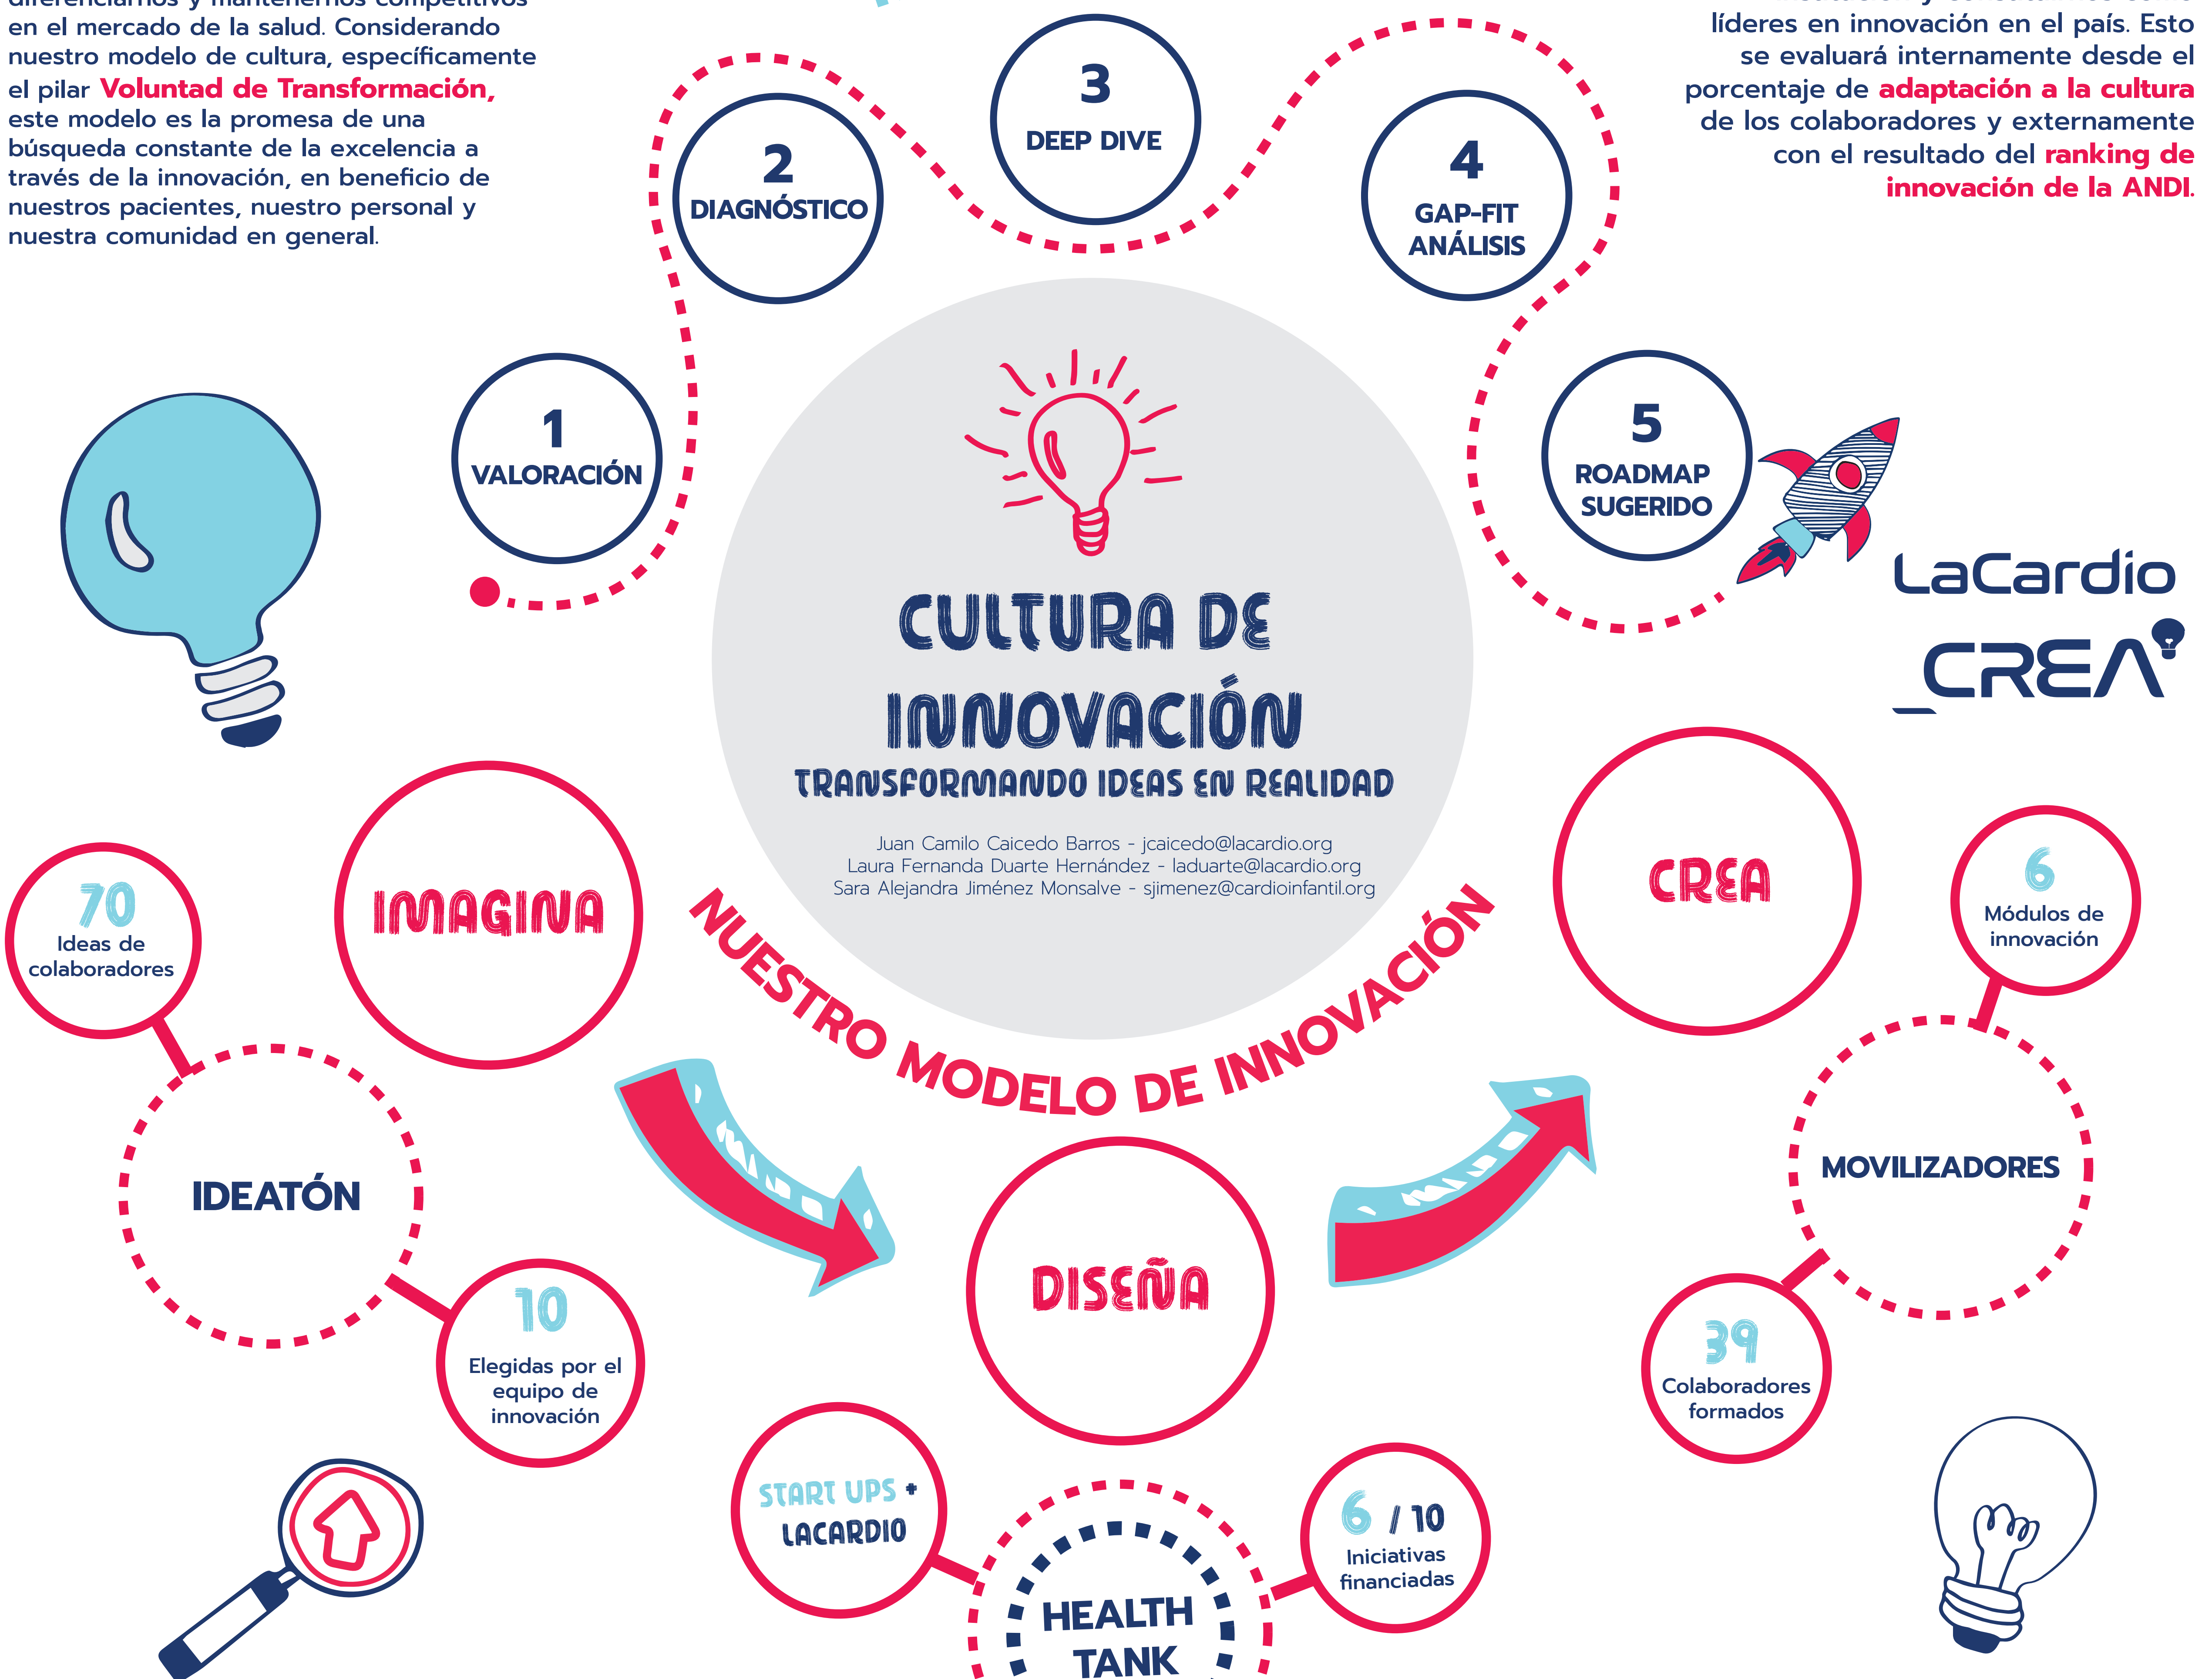 diferenciarnos y mantenernos competitivos
en el mercado de la salud. Considerando
nuestro modelo de cultura, específicamente
el pilar Voluntad de Transformación,
este modelo es la promesa de una
búsqueda constante de la excelencia a
través de la innovación, en beneficio de
nuestros pacientes, nuestro personal y
nuestra comunidad en general.
líderes en innovación en el país. Esto
se evaluará internamente desde el
porcentaje de adaptación a la cultura
de los colaboradores y externamente
con el resultado del ranking de
innovación de la ANDI.
1
VALORACIÓN
2
DIAGNÓSTICO
3
DEEP DIVE
4
GAP-FIT
ANÁLISIS
5
ROADMAP
SUGERIDO
LaCardio
CREA
CULTURA DE
INNOVACIÓN
TRANSFORMANDO IDEAS EN REALIDAD
Juan Camilo Caicedo Barros - jcaicedo@lacardio.org
Laura Fernanda Duarte Hernández - laduarte@lacardio.org
Sara Alejandra Jiménez Monsalve - sjimenez@cardioinfantil.org
NUESTRO MODELO DE INNOVACIÓN
IMAGINA
70
Ideas de
colaboradores
IDEATÓN
10
Elegidas por el
equipo de
innovación
DISEÑA
START UPS +
LACARDIO
HEALTH
TANK
6 / 10
Iniciativas
financiadas
CREA
6
Módulos de
innovación
MOVILIZADORES
39
Colaboradores
formados